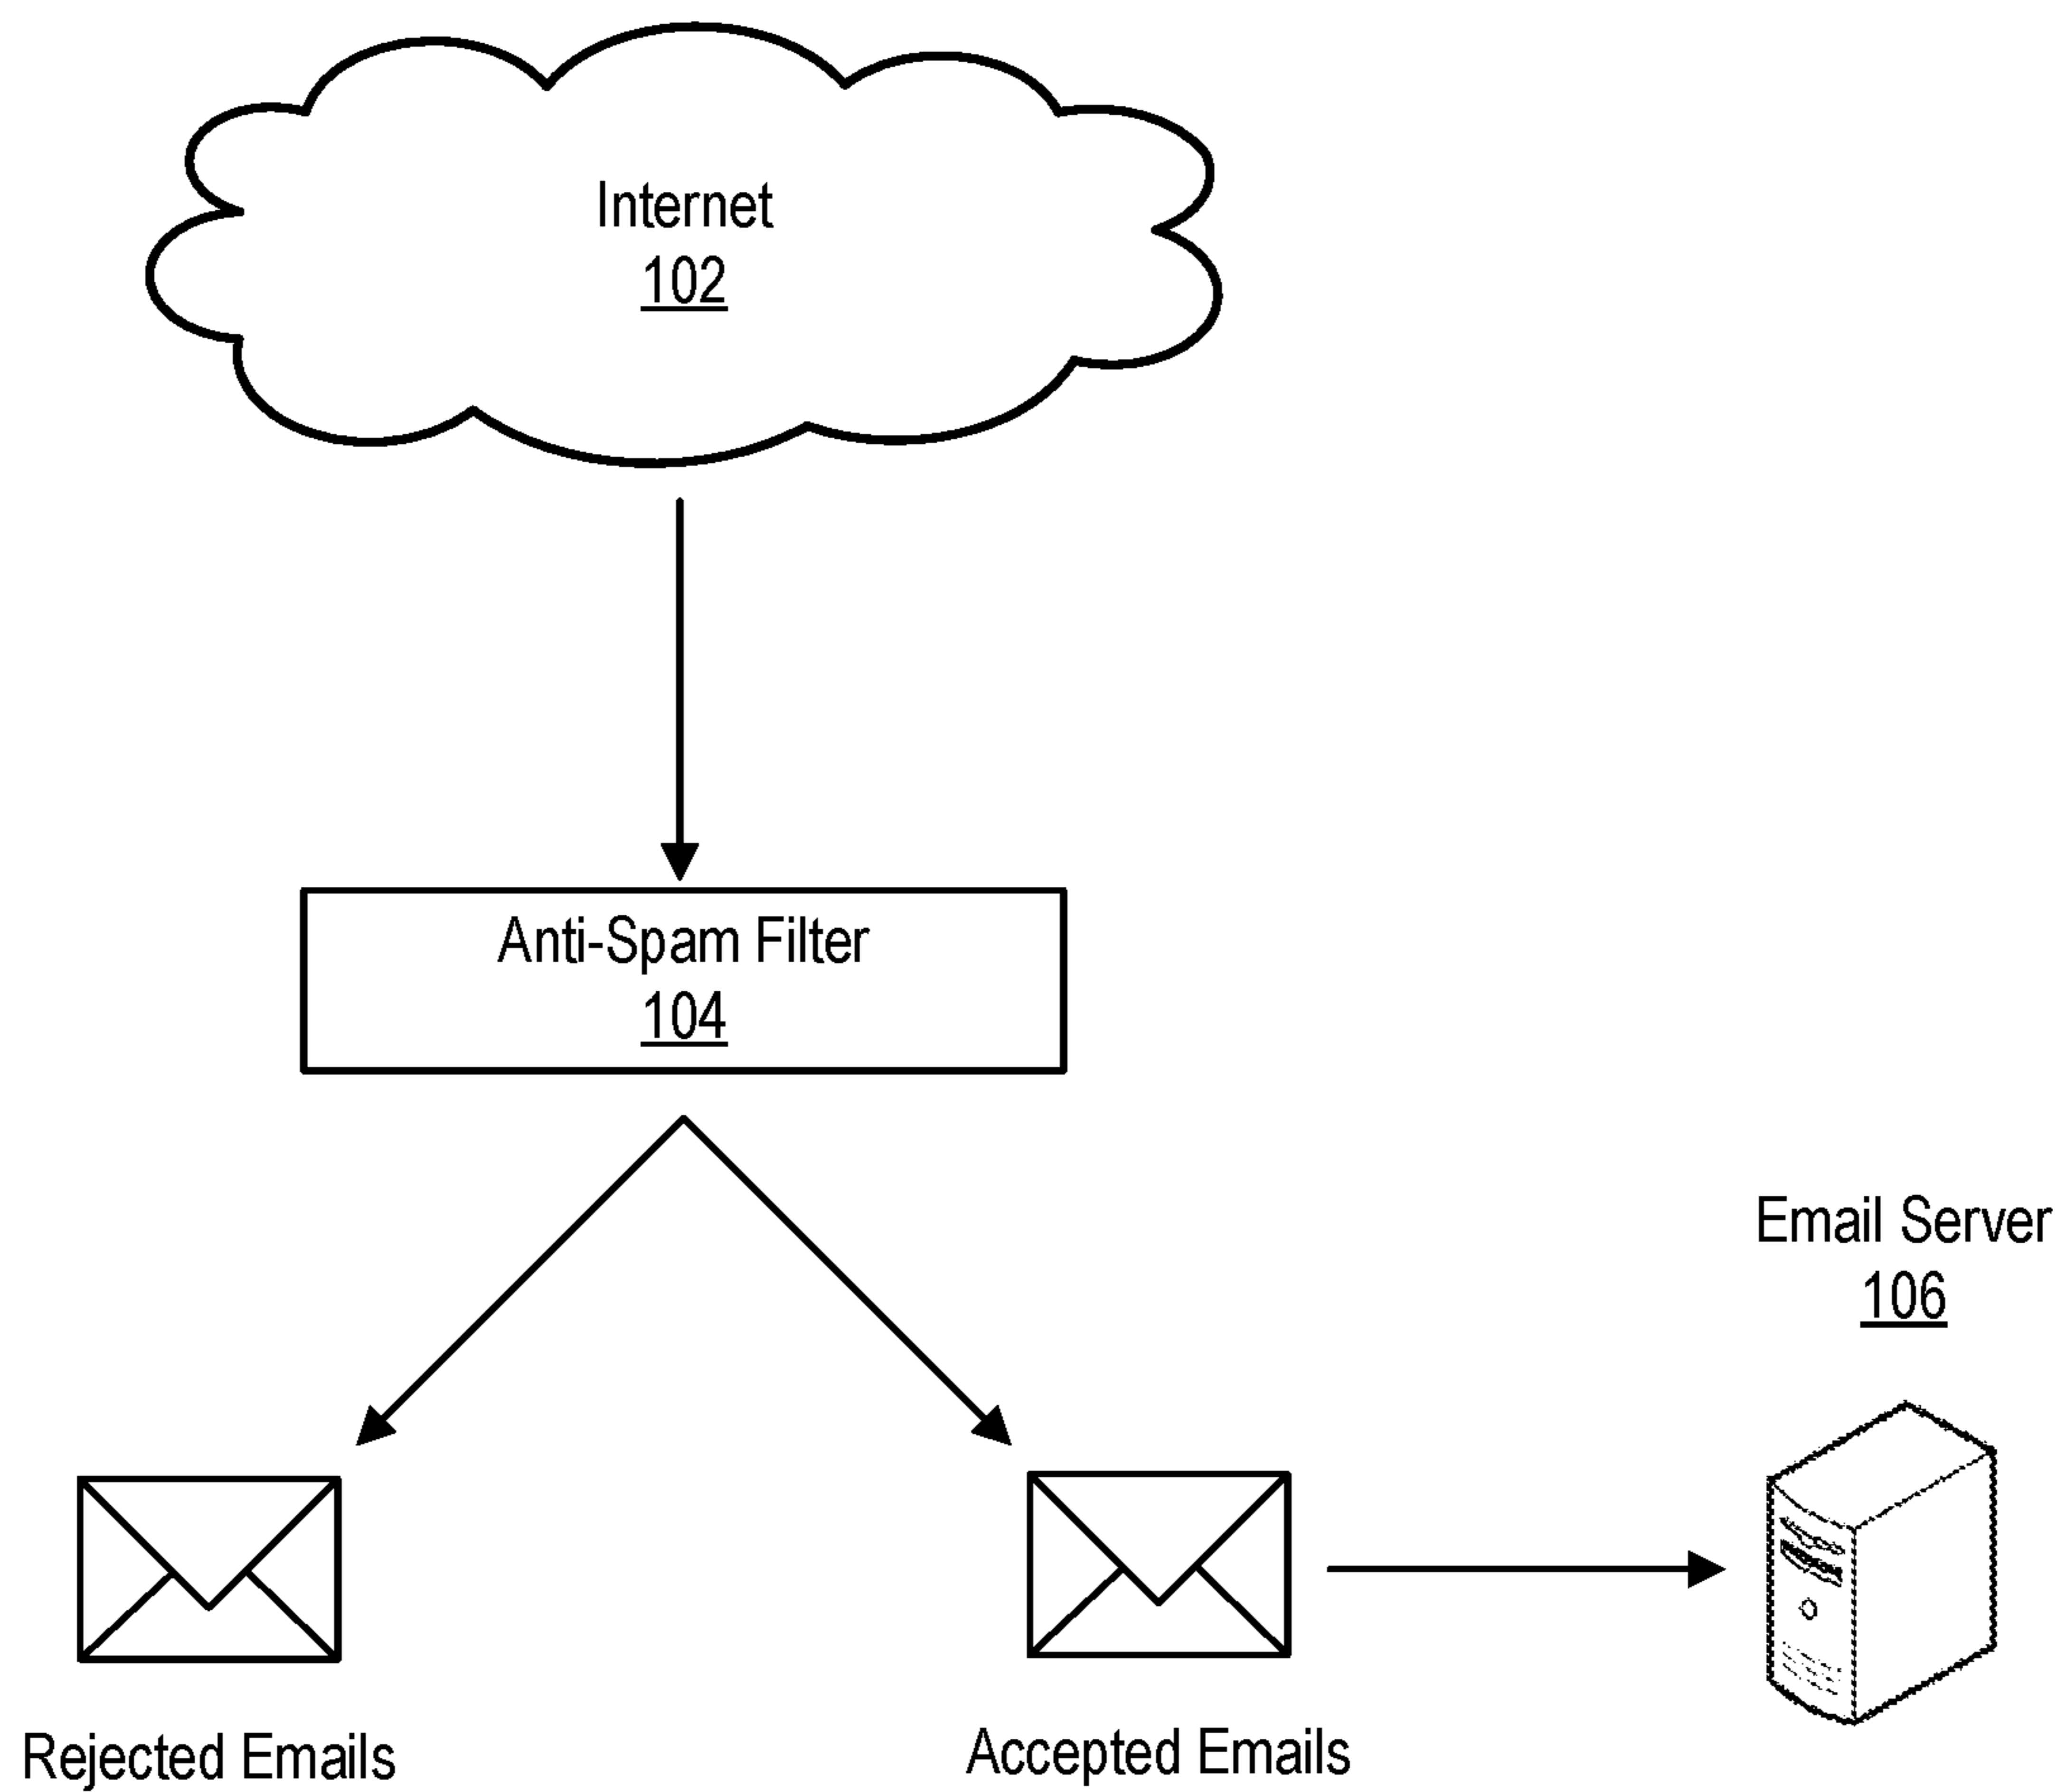 Internet
102
Anti-Spam Filter
104
Email Server
106
Rejected Emails
Accepted Emails